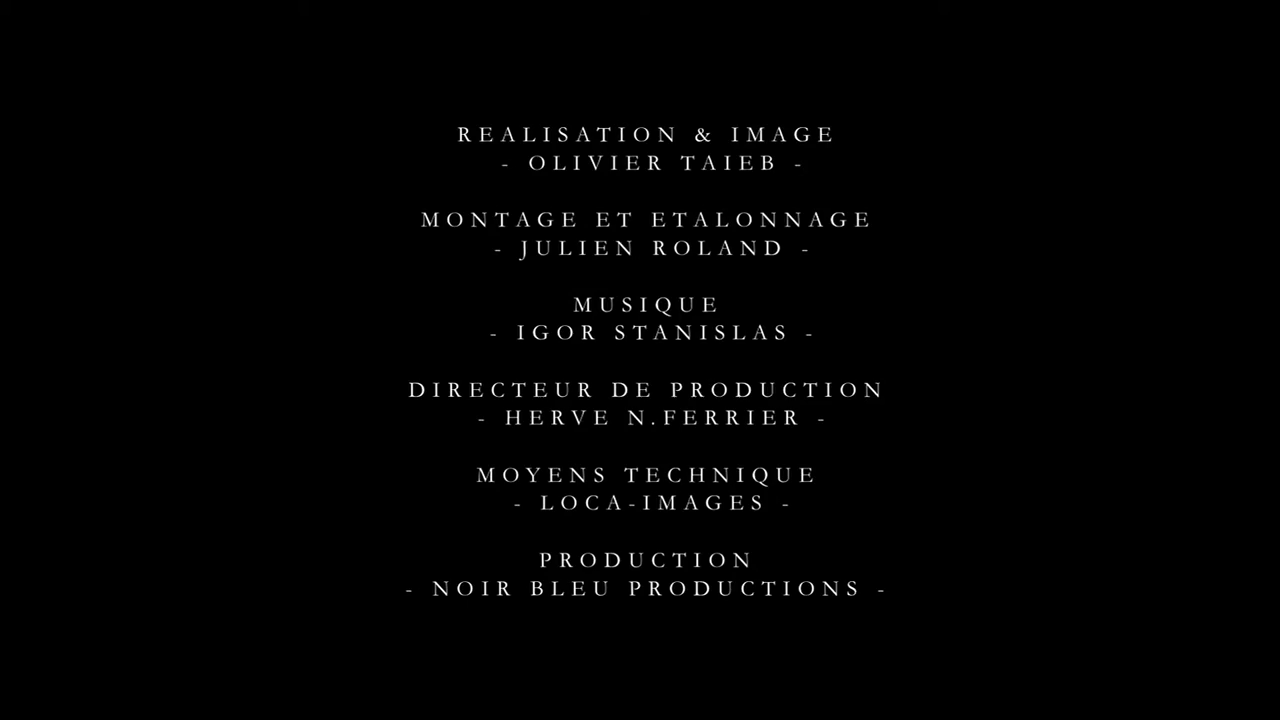 REALISATION & IMAGE
- OLIVIER TAIEB -
MONTAGE ET ETALONNAGE
- JULIEN ROLAND -
MUSIQUE
- IGOR STANISLAS -
DIRECTEUR DE PRODUCTION
- HERVE N.FERRIER -
MOYENS TECHNIQUE
- LOCA-IMAGES -
PRODUCTION
- NOIR BLEU PRODUCTIONS -